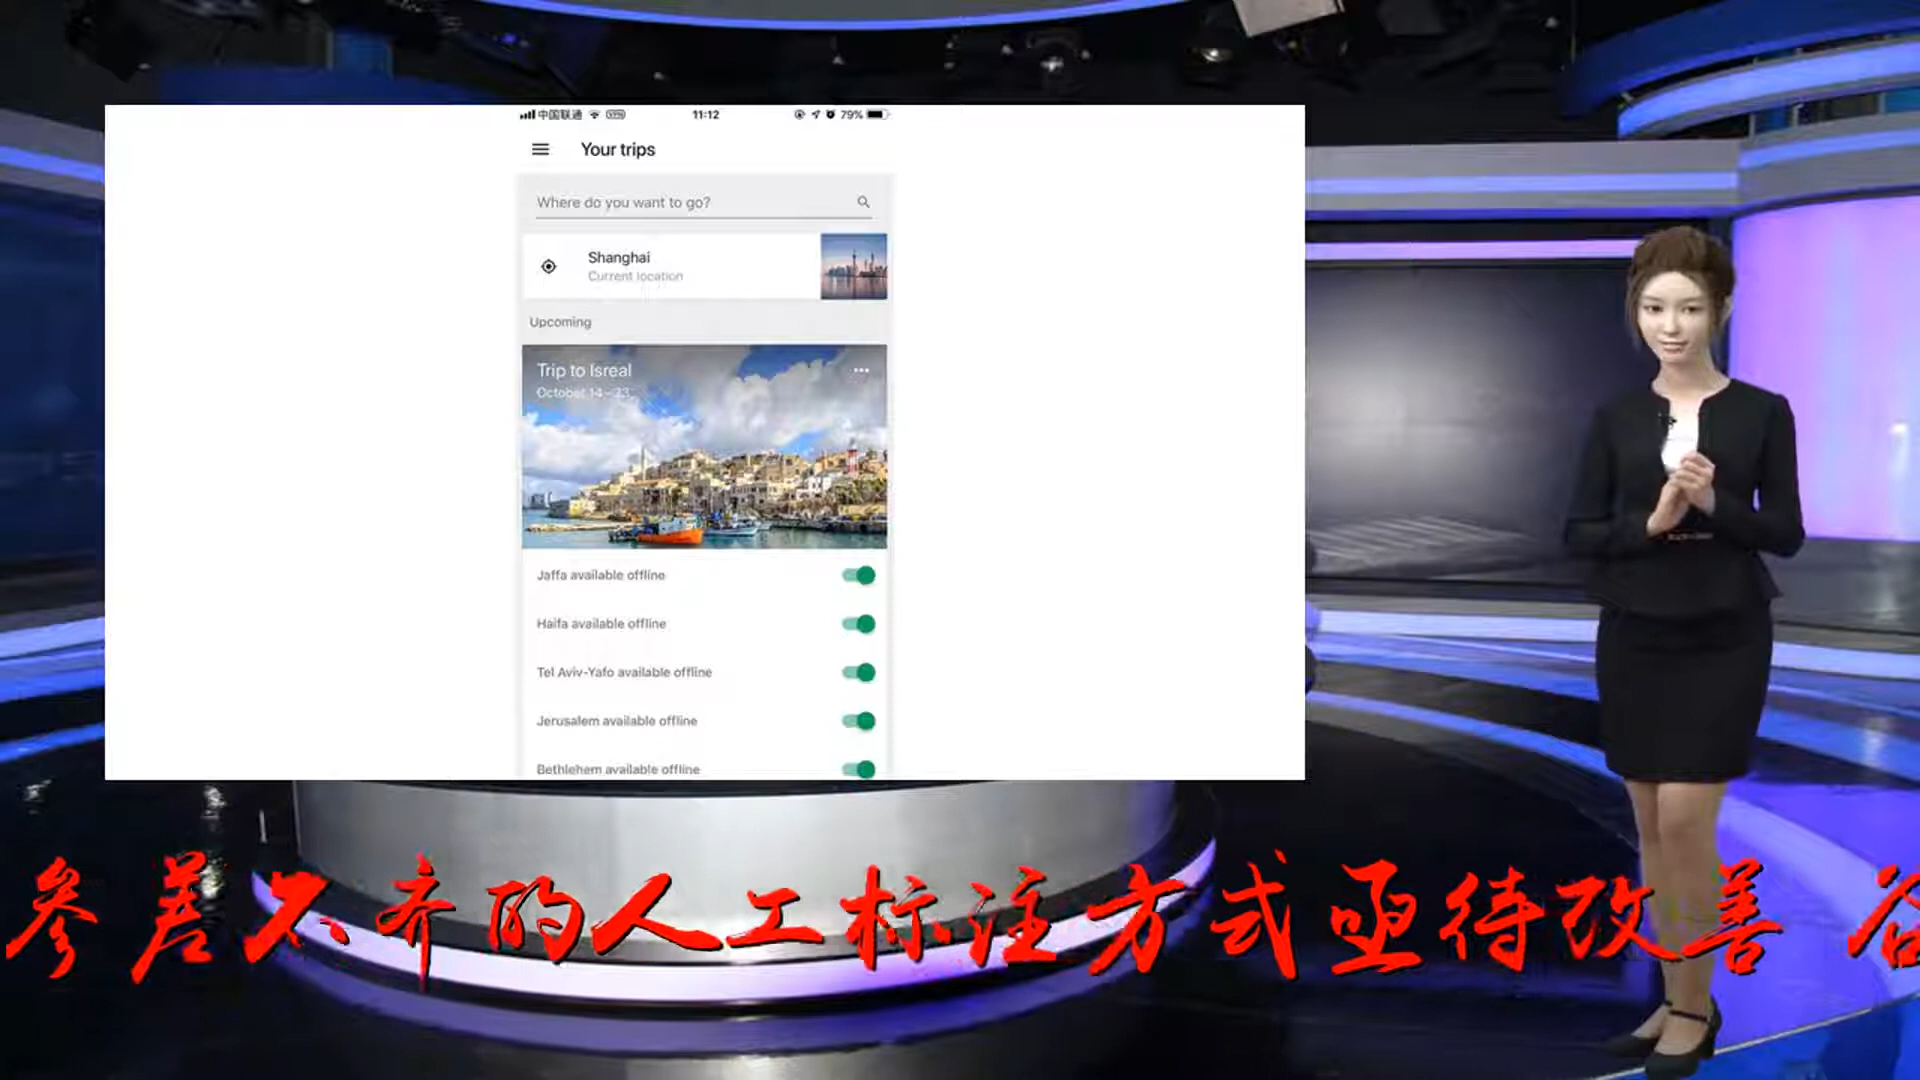 中国联通 VPN 11:12 79%
Your trips
Where do you want to go?
Shanghai
Current location
Upcoming
Trip to Isreal
October 14 - 23
Jaffa available offline
Haifa available offline
Tel Aviv-Yafo available offline
Jerusalem available offline
Bethlehem available offline
参差不齐的人工标注方式亟待改善 谷